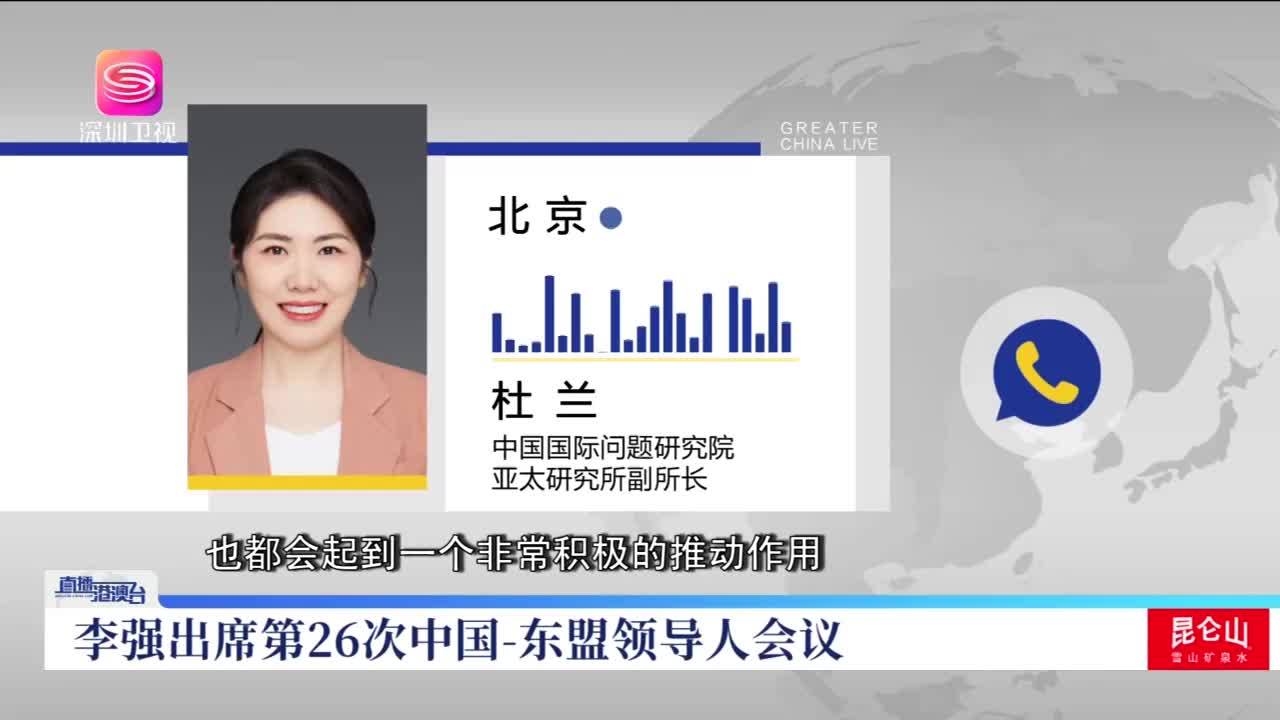 深圳卫视
GREATER
CHINA LIVE
北京
杜兰
中国国际问题研究院
亚太研究所副所长
也都会起到一个非常积极的推动作用
直播港澳台
李强出席第26次中国-东盟领导人会议
昆仑山
雪山矿泉水